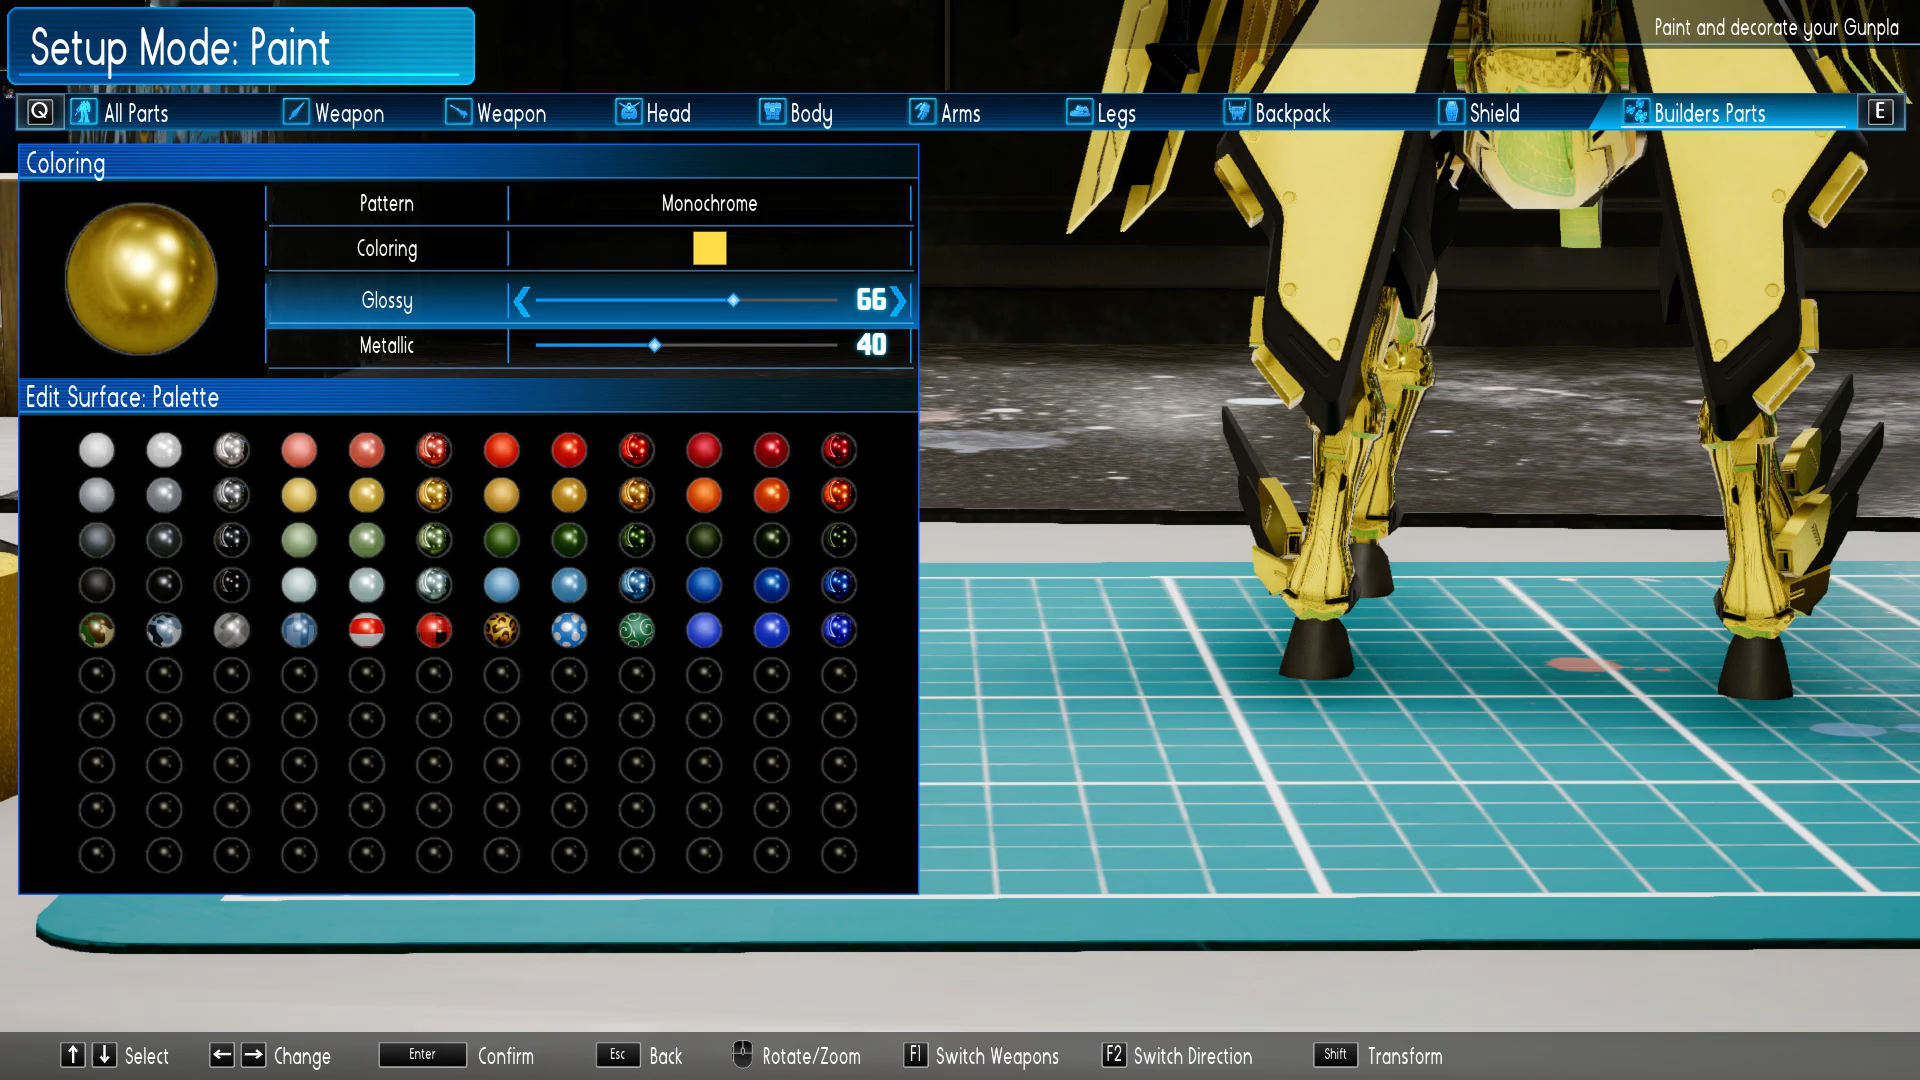 Setup Mode: Paint
Paint and decorate your Gunpla
Q All Parts Weapon Weapon Head Body Arms Legs Backpack Shield Builders Parts E
Coloring
Pattern Monochrome
Coloring
Glossy 66
Metallic 40
Edit Surface: Palette
↑ ↓ Select ← → Change Enter Confirm Esc Back Rotate/Zoom F1 Switch Weapons F2 Switch Direction Shift Transform